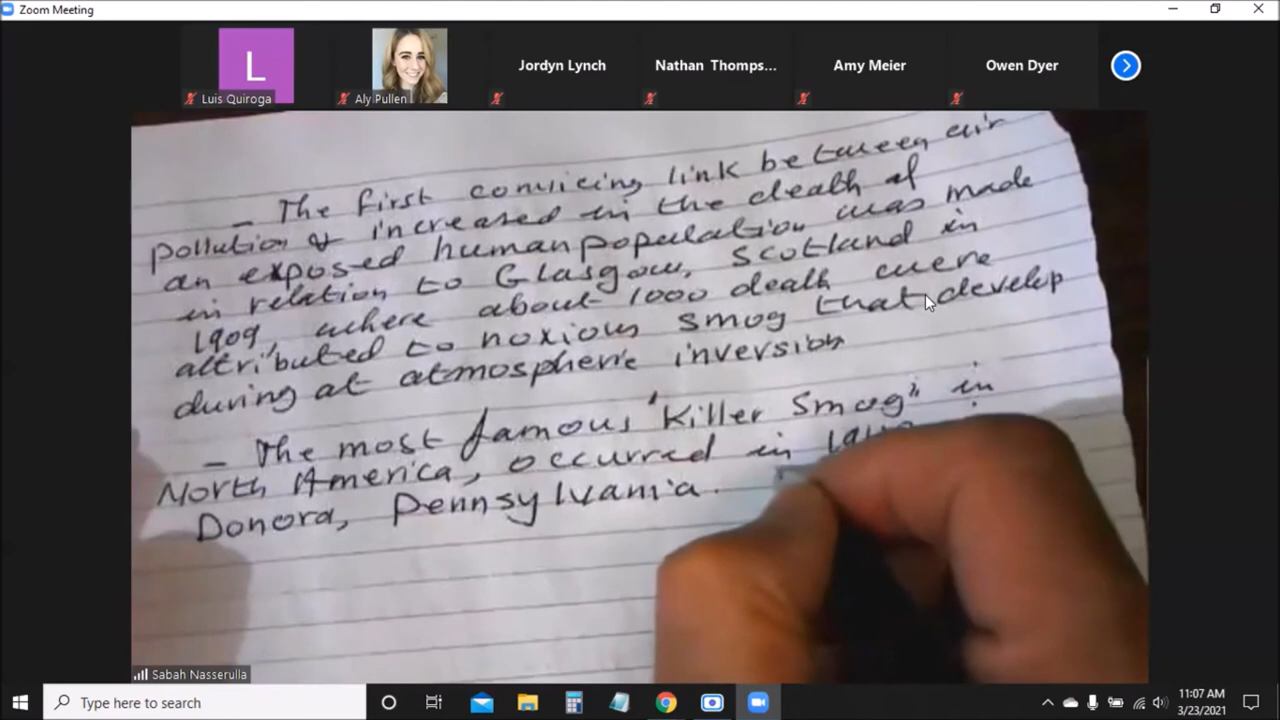 Zoom Meeting
L
Luis Quiroga
Aly Pullen
Jordyn Lynch
Nathan Thomps...
Amy Meier
Owen Dyer
- The first convicing link between air
pollution & increased in the death of
an exposed human population was made
in relation to Glasgow, Scotland in
1909, where about 1000 death were
attributed to noxious smog that develop
during at atmospheric inversion
- The most famous "Killer Smog" in
North America, occurred in
Donora, Pennsylvania.
Sabah Nasserulla
Type here to search
11:07 AM
3/23/2021